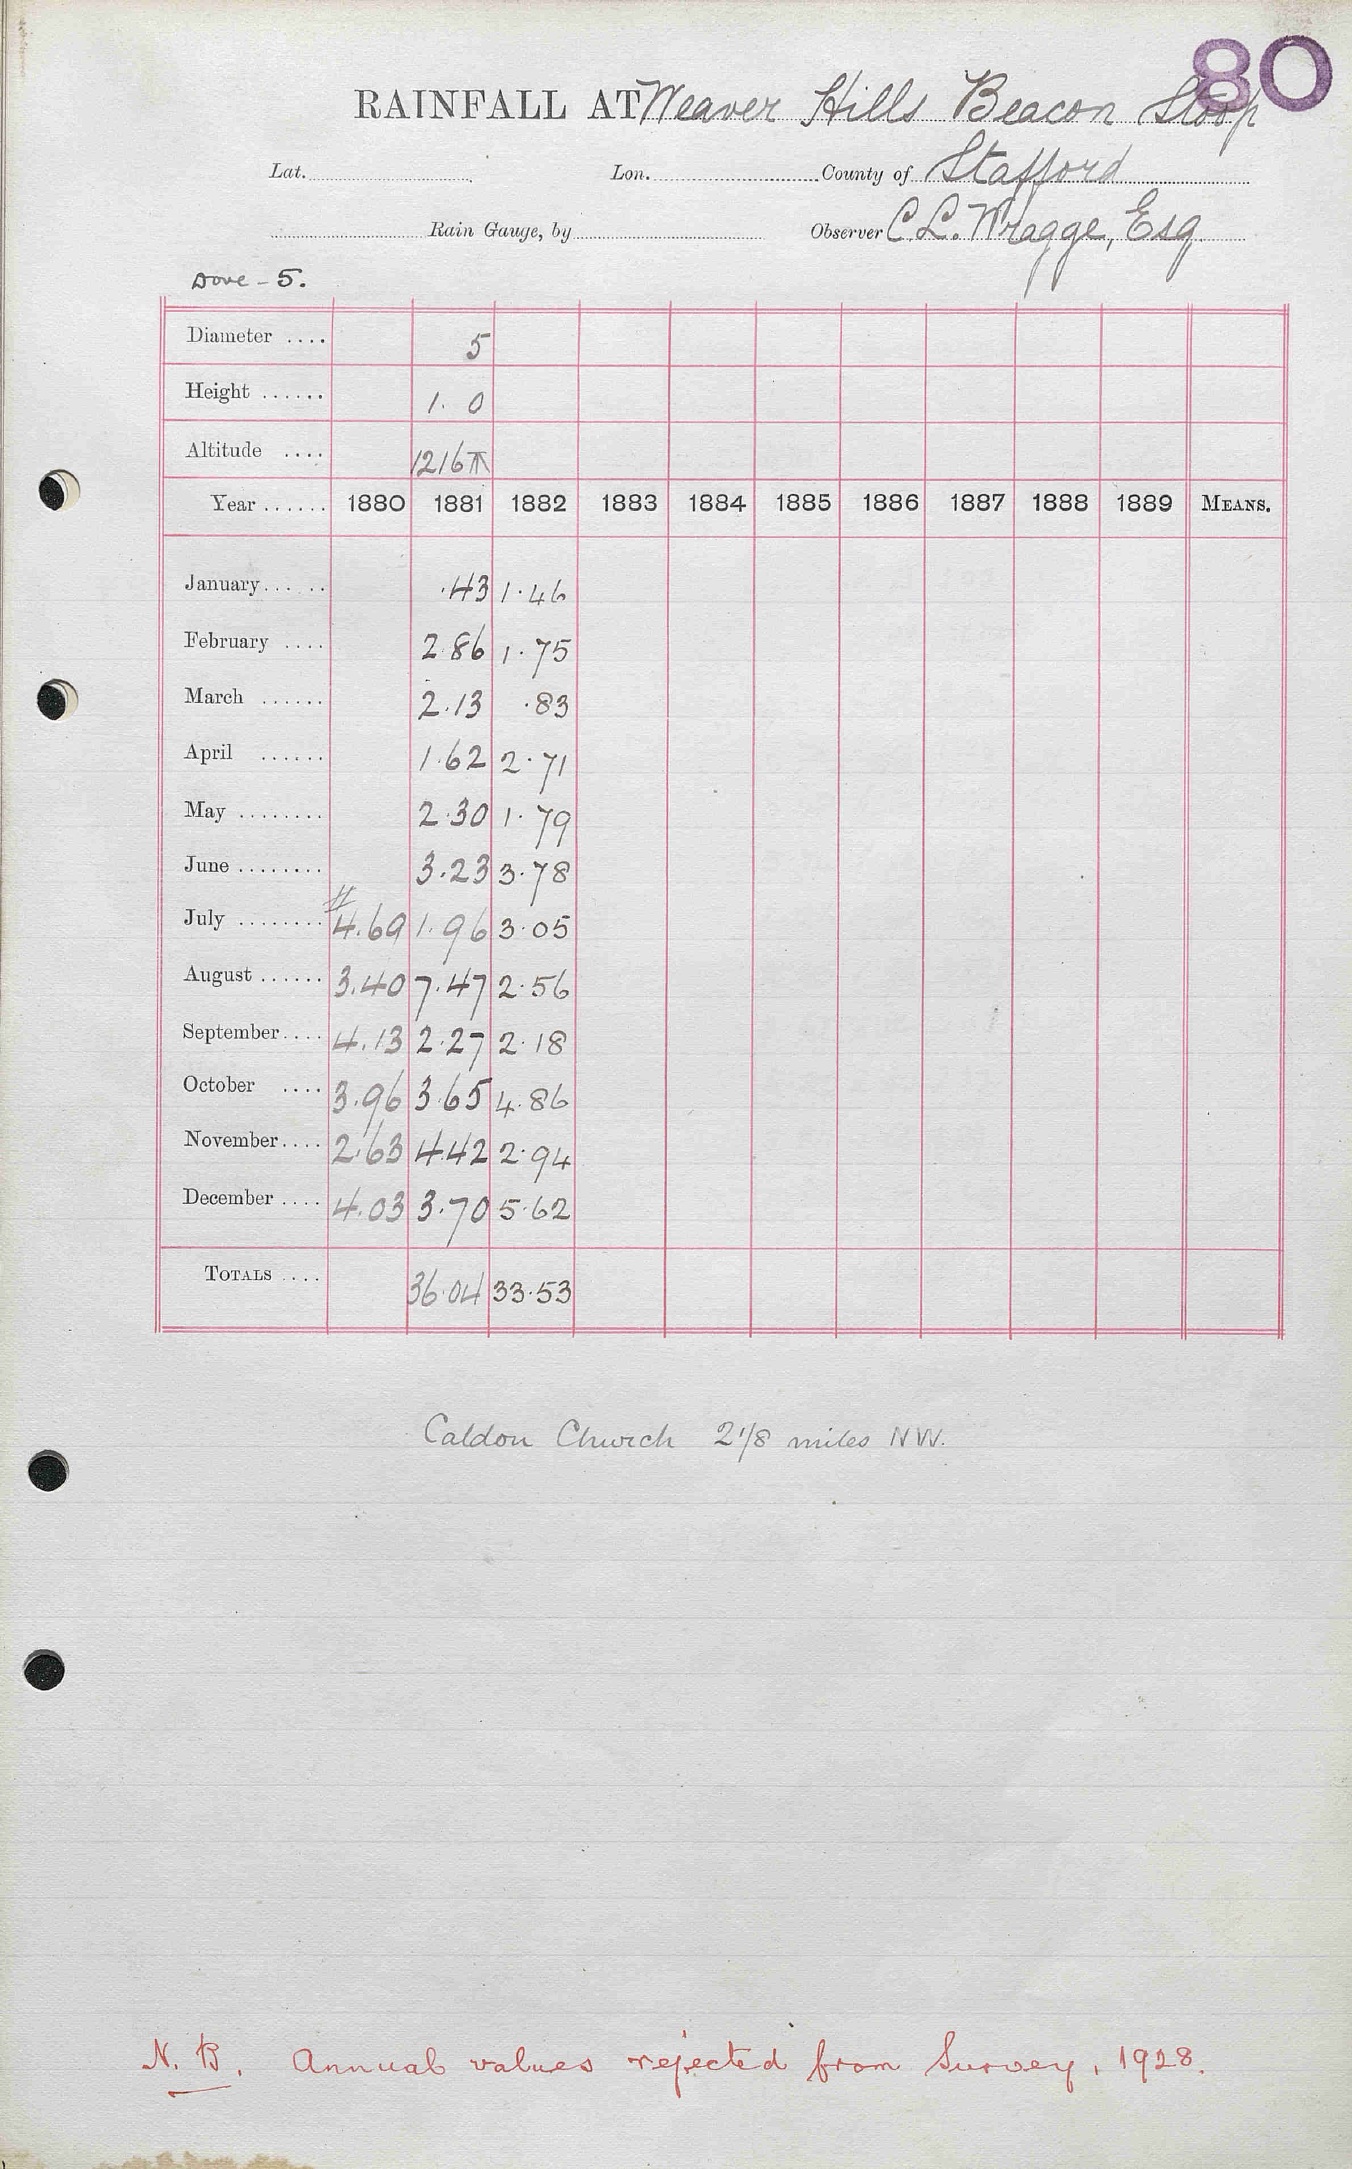 80
RAINFALL AT Weaver Hills Beacon Stoop
Lat. Lon. County of Stafford
Rain Gauge, by Observer C L. Wragge, Esq.
Dove - 5.
Diameter .... 5
Height ...... 1. 0
Altitude .... 1216
Year ...... 1880 1881 1882 1883 1884 1885 1886 1887 1888 1889 MEANS.
January...... .43 1.46
February .... 2.86 1.75
March ...... 2.13 .83
April ...... 1.62 2.71
May ........ 2.30 1.79
June ........ 3.23 3.78
July ........ # 4.69 1.96 3.05
August ...... 3.40 7.47 2.56
September.... 4.13 2.27 2.18
October .... 3.96 3.65 4.86
November.... 2.63 4.42 2.94
December .... 4.03 3.70 5.62
TOTALS .... 36.04 33.53
Caldon Church 2 1/8 miles NW.
N. B. Annual values rejected from Survey, 1928.